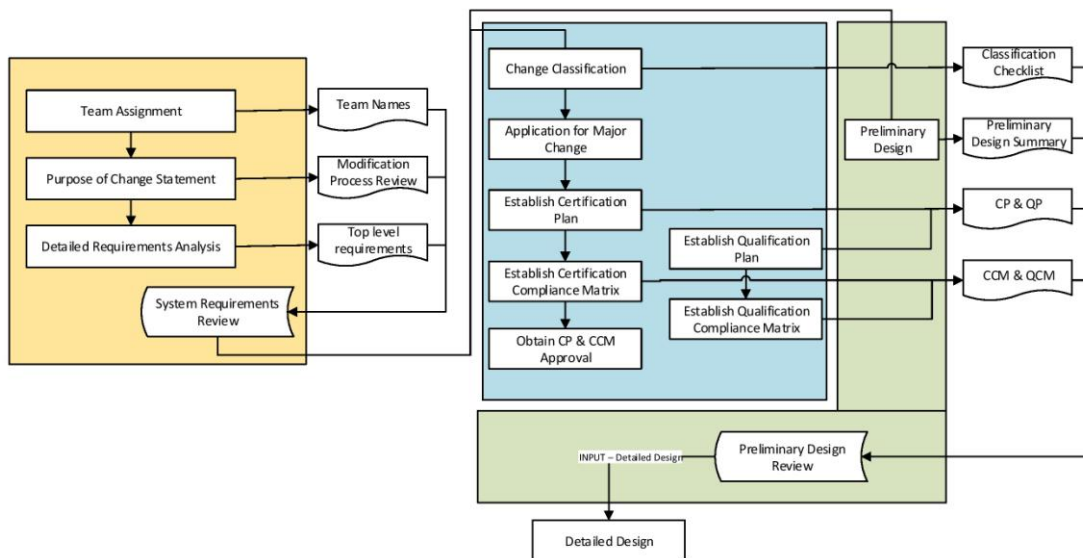 Team Assignment
Purpose of Change Statement
Detailed Requirements Analysis
Team Names
Modification
Process Review
Top level
requirements
System Requirements
Review
Change Classification
Application for Major
Change
Establish Certification
Plan
Establish Certification
Compliance Matrix
Obtain CP & CCM
Approval
Establish Qualification
Plan
Establish Qualification
Compliance Matrix
Preliminary
Design
Classification
Checklist
Preliminary
Design Summary
CP & QP
CCM & QCM
Preliminary Design
Review
INPUT – Detailed Design
Detailed Design